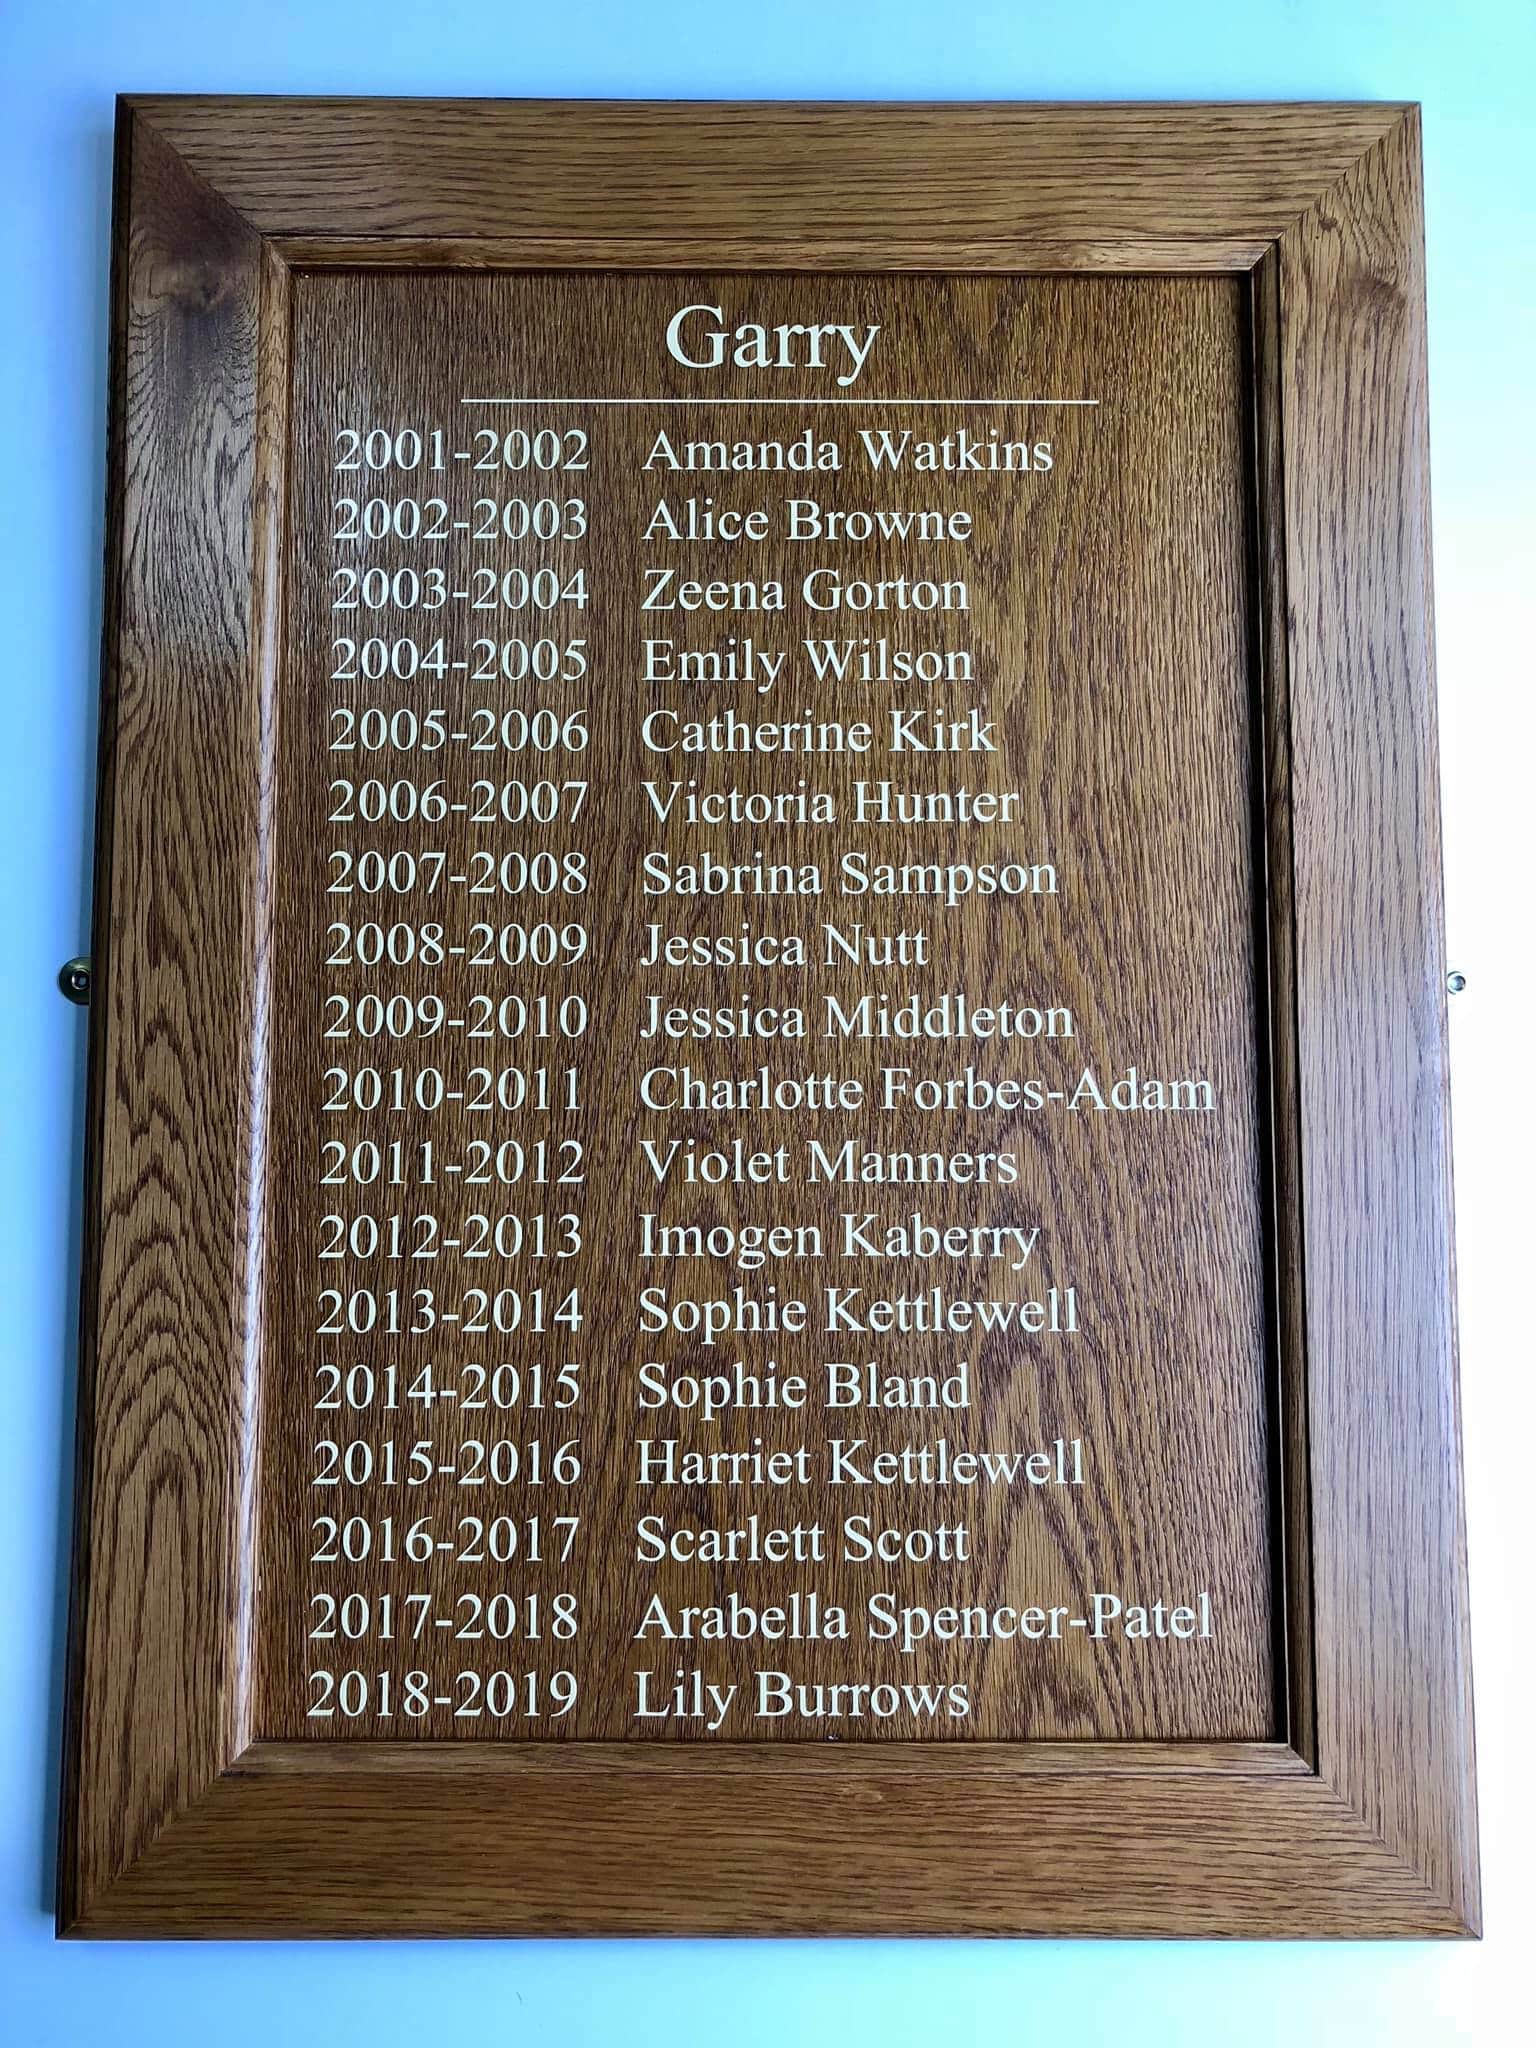 Garry
2001-2002 Amanda Watkins
2002-2003 Alice Browne
2003-2004 Zeena Gorton
2004-2005 Emily Wilson
2005-2006 Catherine Kirk
2006-2007 Victoria Hunter
2007-2008 Sabrina Sampson
2008-2009 Jessica Nutt
2009-2010 Jessica Middleton
2010-2011 Charlotte Forbes-Adam
2011-2012 Violet Manners
2012-2013 Imogen Kaberry
2013-2014 Sophie Kettlewell
2014-2015 Sophie Bland
2015-2016 Harriet Kettlewell
2016-2017 Scarlett Scott
2017-2018 Arabella Spencer-Patel
2018-2019 Lily Burrows